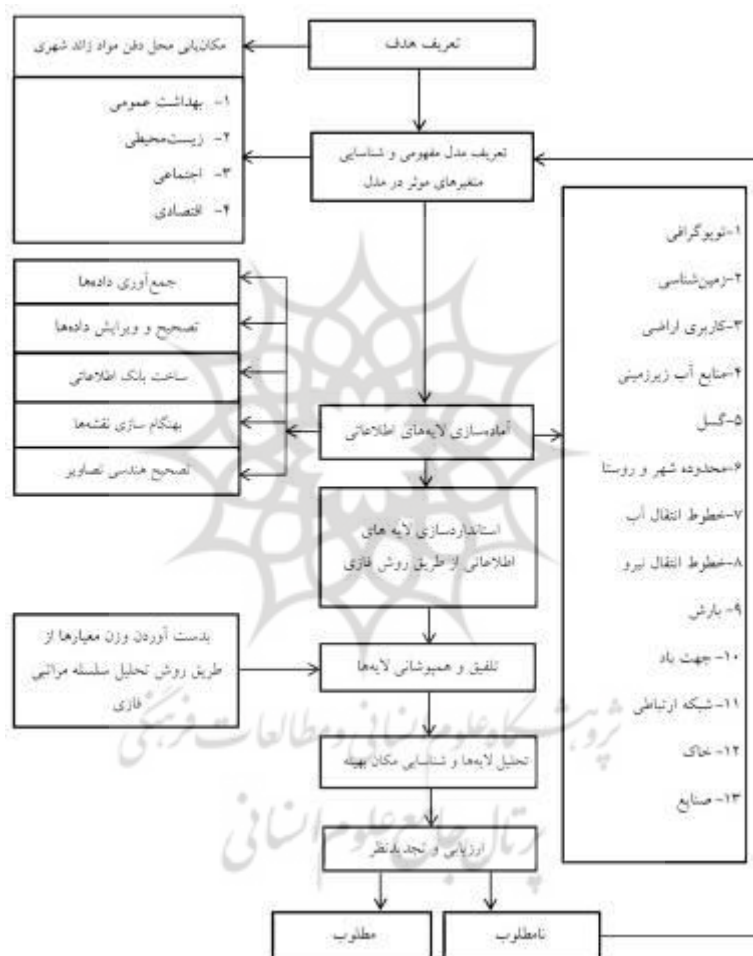 تعریف هدف
مکان‌یابی محل دفن مواد زائد شهری
تعریف مدل مفهومی و شناسایی
متغیرهای موثر در مدل
۱- بهداشت عمومی
۲- زیست‌محیطی
۳- اجتماعی
۴- اقتصادی
۱-توپوگرافی
۲-زمین‌شناسی
۳-کاربری اراضی
۴-منابع آب زیرزمینی
۵-گسل
۶-محدوده شهر و روستا
۷-خطوط انتقال آب
۸-خطوط انتقال نیرو
۹- بارش
۱۰- جهت باد
۱۱-شبکه ارتباطی
۱۲- خاک
۱۳- صنایع
جمع‌آوری داده‌ها
تصحیح و ویرایش داده‌ها
ساخت بانک اطلاعاتی
بهنگام سازی نقشه‌ها
تصحیح هندسی تصاویر
آماده‌سازی لایه‌های اطلاعاتی
استانداردسازی لایه های
اطلاعاتی از طریق روش فازی
بدست آوردن وزن معیارها از
طریق روش تحلیل سلسله مراتبی
فازی
تلفیق و همپوشانی لایه‌ها
تحلیل لایه‌ها و شناسایی مکان بهینه
ارزیابی و تجدیدنظر
نامطلوب
مطلوب
پژوهشگاه علوم انسانی و مطالعات فرهنگی
پرتال جامع علوم انسانی